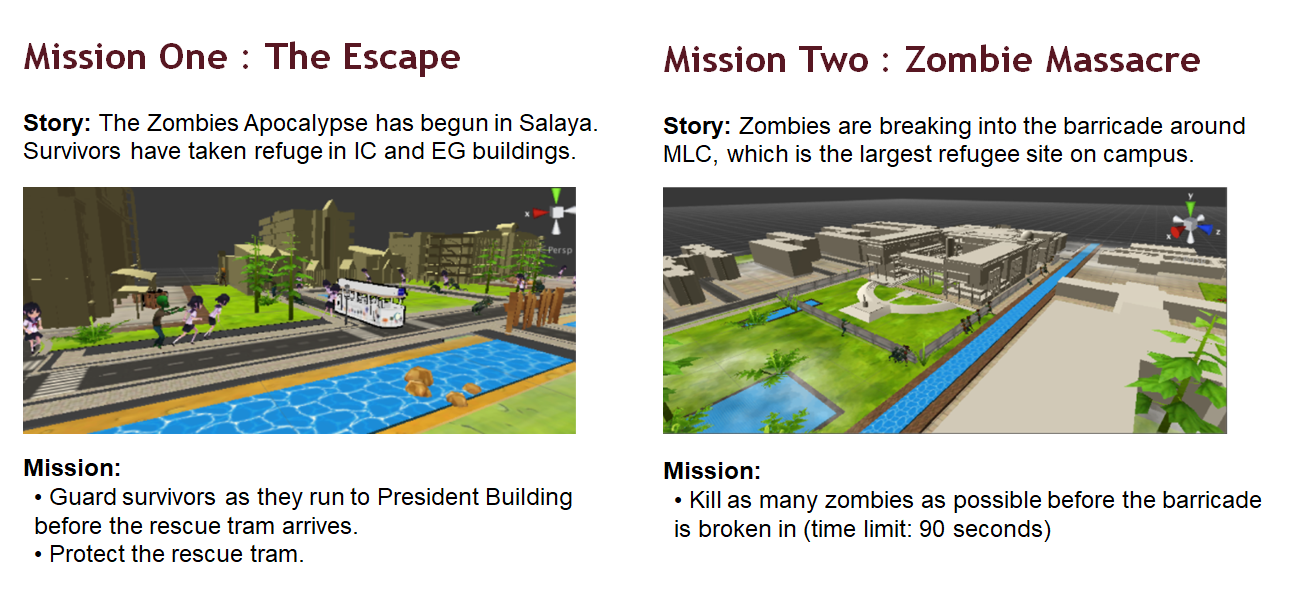 Mission One : The Escape
Story: The Zombies Apocalypse has begun in Salaya.
Survivors have taken refuge in IC and EG buildings.
x
Persp
Mission:
• Guard survivors as they run to President Building
before the rescue tram arrives.
• Protect the rescue tram.
Mission Two : Zombie Massacre
Story: Zombies are breaking into the barricade around
MLC, which is the largest refugee site on campus.
y
x
z
Mission:
• Kill as many zombies as possible before the barricade
is broken in (time limit: 90 seconds)